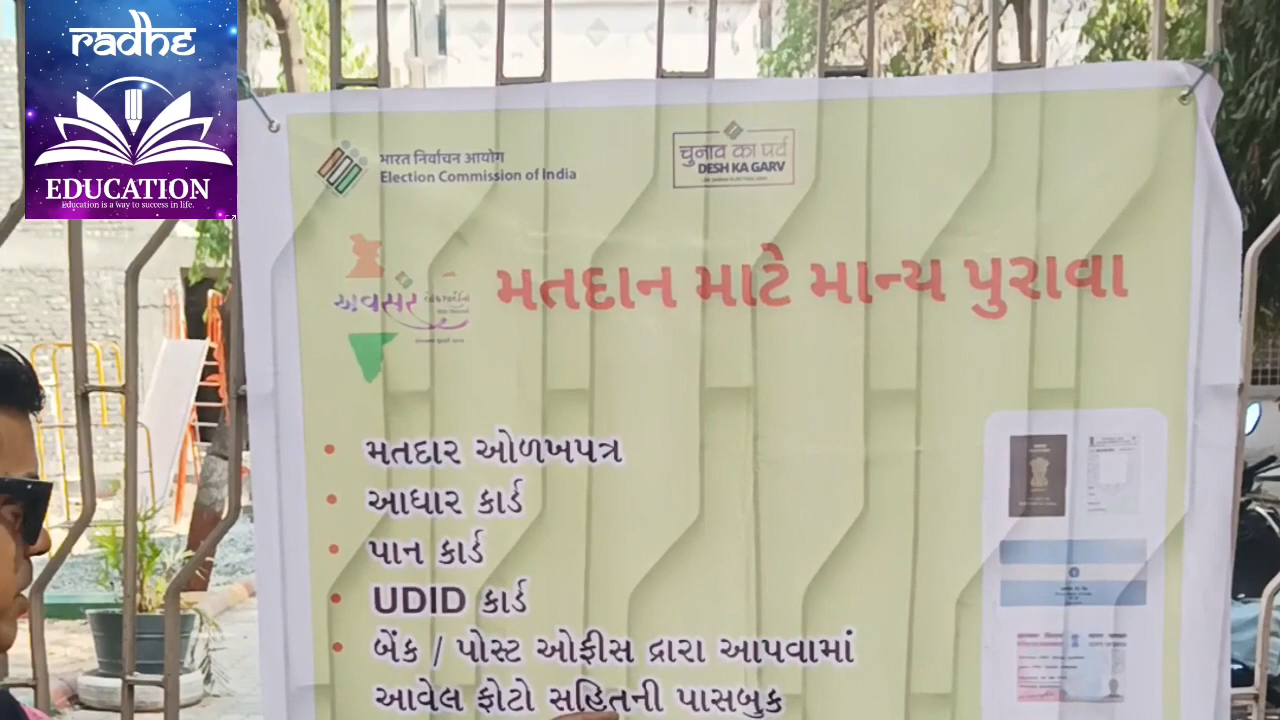 RADHE
EDUCATION
Education is a way to success in life.
भारत निर्वाचन आयोग
Election Commission of India
चुनाव का पर्व
DESH KA GARV
અવસર
મતદાન માટે માન્ય પુરાવા
• મતદાર ઓળખપત્ર
• આધાર કાર્ડ
• પાન કાર્ડ
• UDID કાર્ડ
• બેંક / પોસ્ટ ઓફીસ દ્રારા આપવામાં
આવેલ ફોટો સહિતની પાસબુક